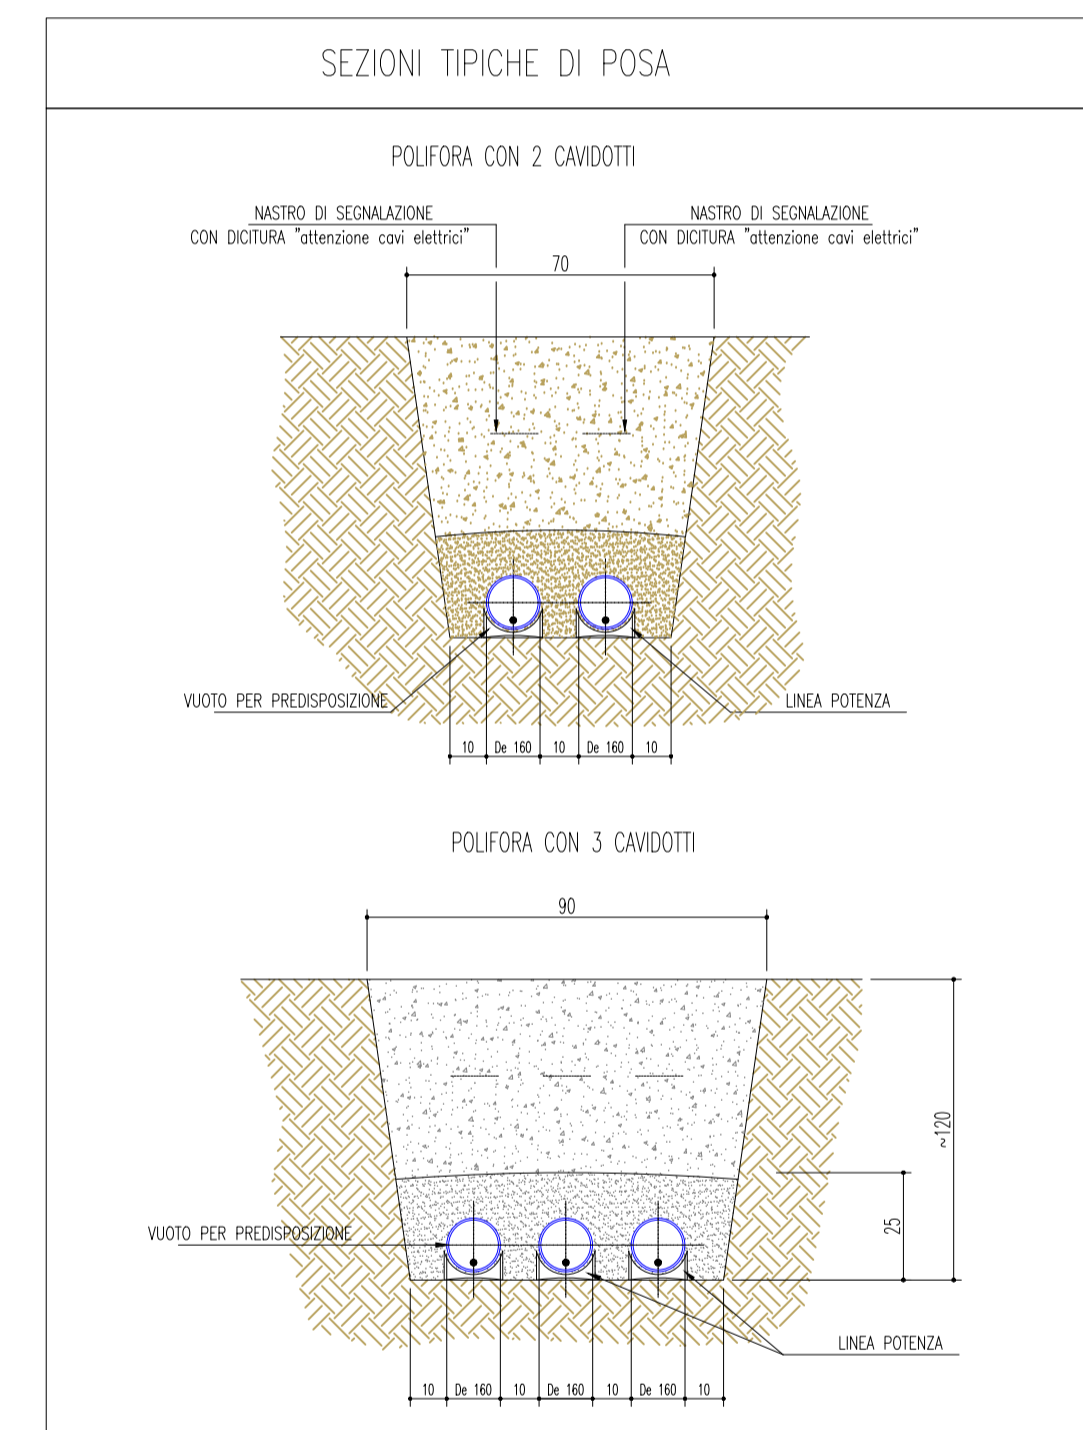 SEZIONI TIPICHE DI POSA
POLIFORA CON 2 CAVIDOTTI
NASTRO DI SEGNALAZIONE
CON DICITURA "attenzione cavi elettrici"
NASTRO DI SEGNALAZIONE
CON DICITURA "attenzione cavi elettrici"
70
VUOTO PER PREDISPOSIZIONE
LINEA POTENZA
10 De 160 10 De 160 10
POLIFORA CON 3 CAVIDOTTI
90
~120
25
VUOTO PER PREDISPOSIZIONE
LINEA POTENZA
10 De 160 10 De 160 10 De 160 10